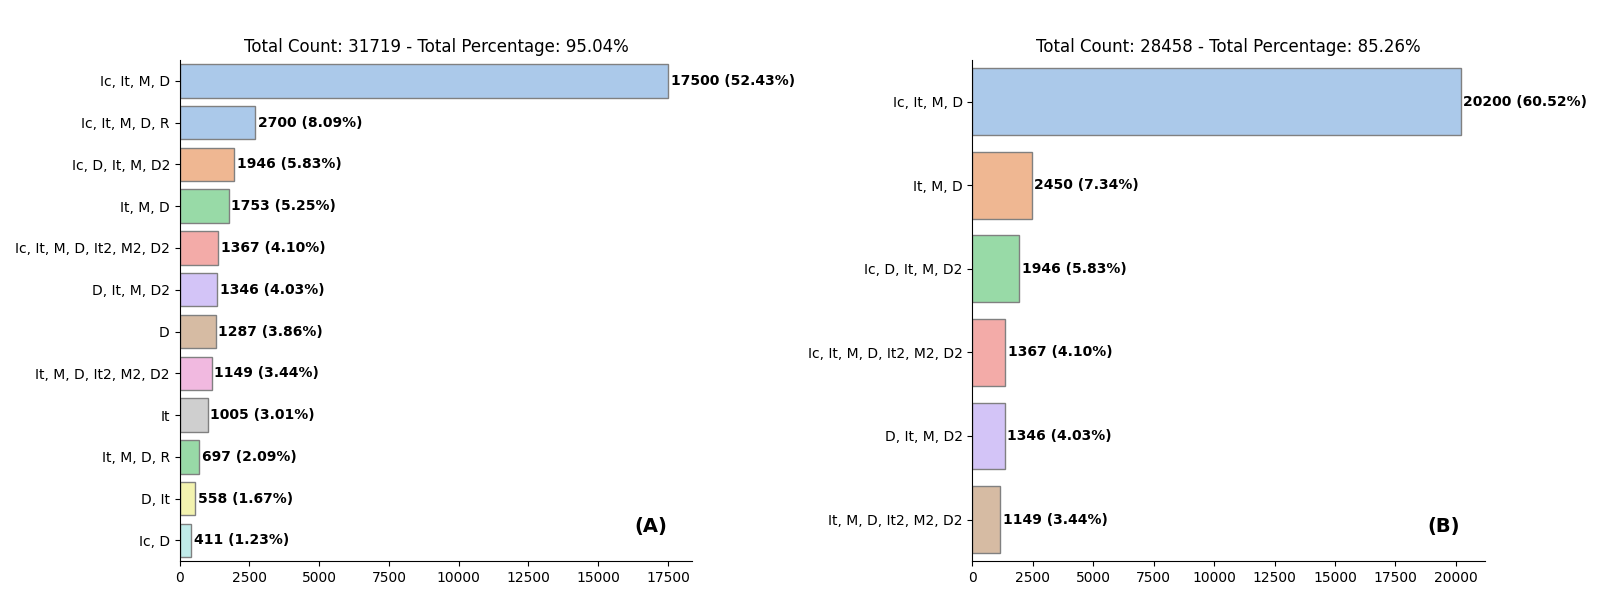 Total Count: 31719 - Total Percentage: 95.04%
Ic, It, M, D 17500 (52.43%)
Ic, It, M, D, R 2700 (8.09%)
Ic, D, It, M, D2 1946 (5.83%)
It, M, D 1753 (5.25%)
Ic, It, M, D, It2, M2, D2 1367 (4.10%)
D, It, M, D2 1346 (4.03%)
D 1287 (3.86%)
It, M, D, It2, M2, D2 1149 (3.44%)
It 1005 (3.01%)
It, M, D, R 697 (2.09%)
D, It 558 (1.67%)
(A)
Ic, D 411 (1.23%)
0 2500 5000 7500 10000 12500 15000 17500
Total Count: 28458 - Total Percentage: 85.26%
Ic, It, M, D 20200 (60.52%)
It, M, D 2450 (7.34%)
Ic, D, It, M, D2 1946 (5.83%)
Ic, It, M, D, It2, M2, D2 1367 (4.10%)
D, It, M, D2 1346 (4.03%)
It, M, D, It2, M2, D2 1149 (3.44%)
(B)
0 2500 5000 7500 10000 12500 15000 17500 20000